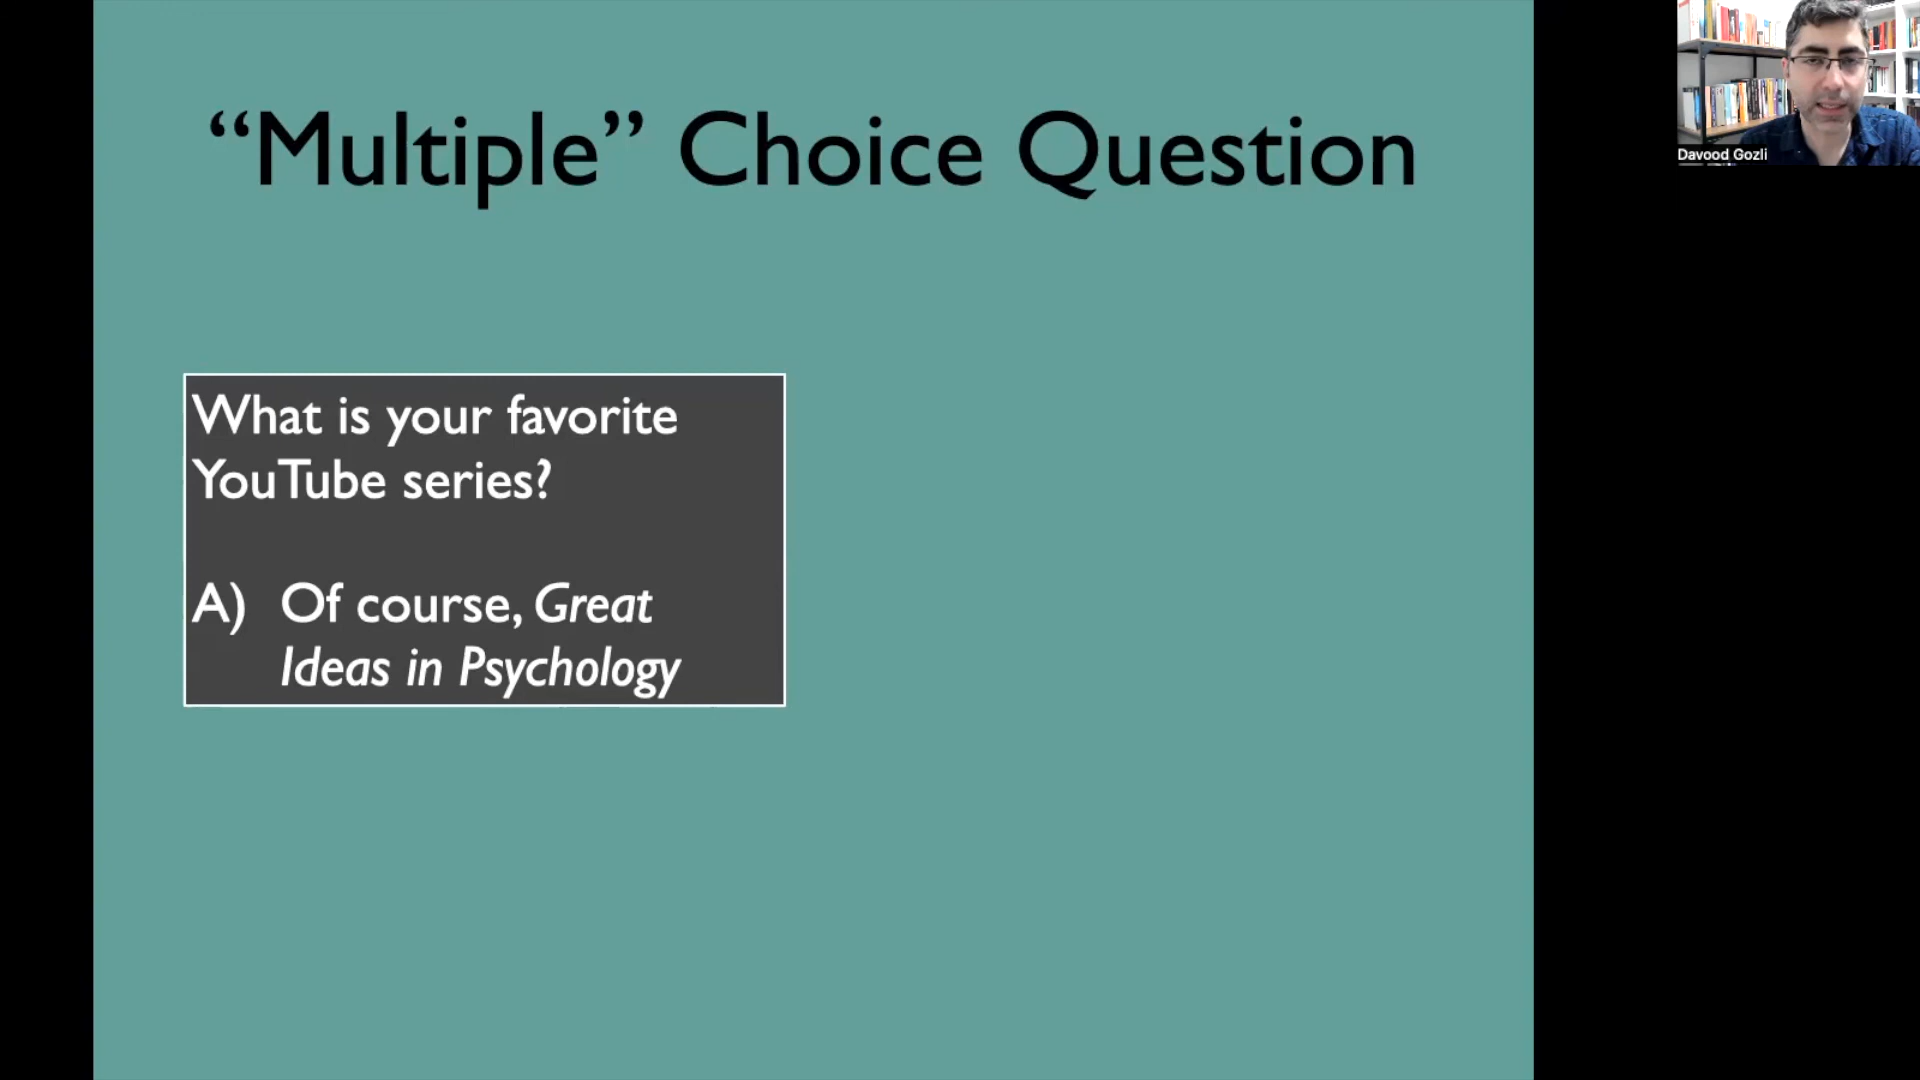 “Multiple” Choice Question
Davood Gozli
What is your favorite
YouTube series?
A) Of course, Great
Ideas in Psychology